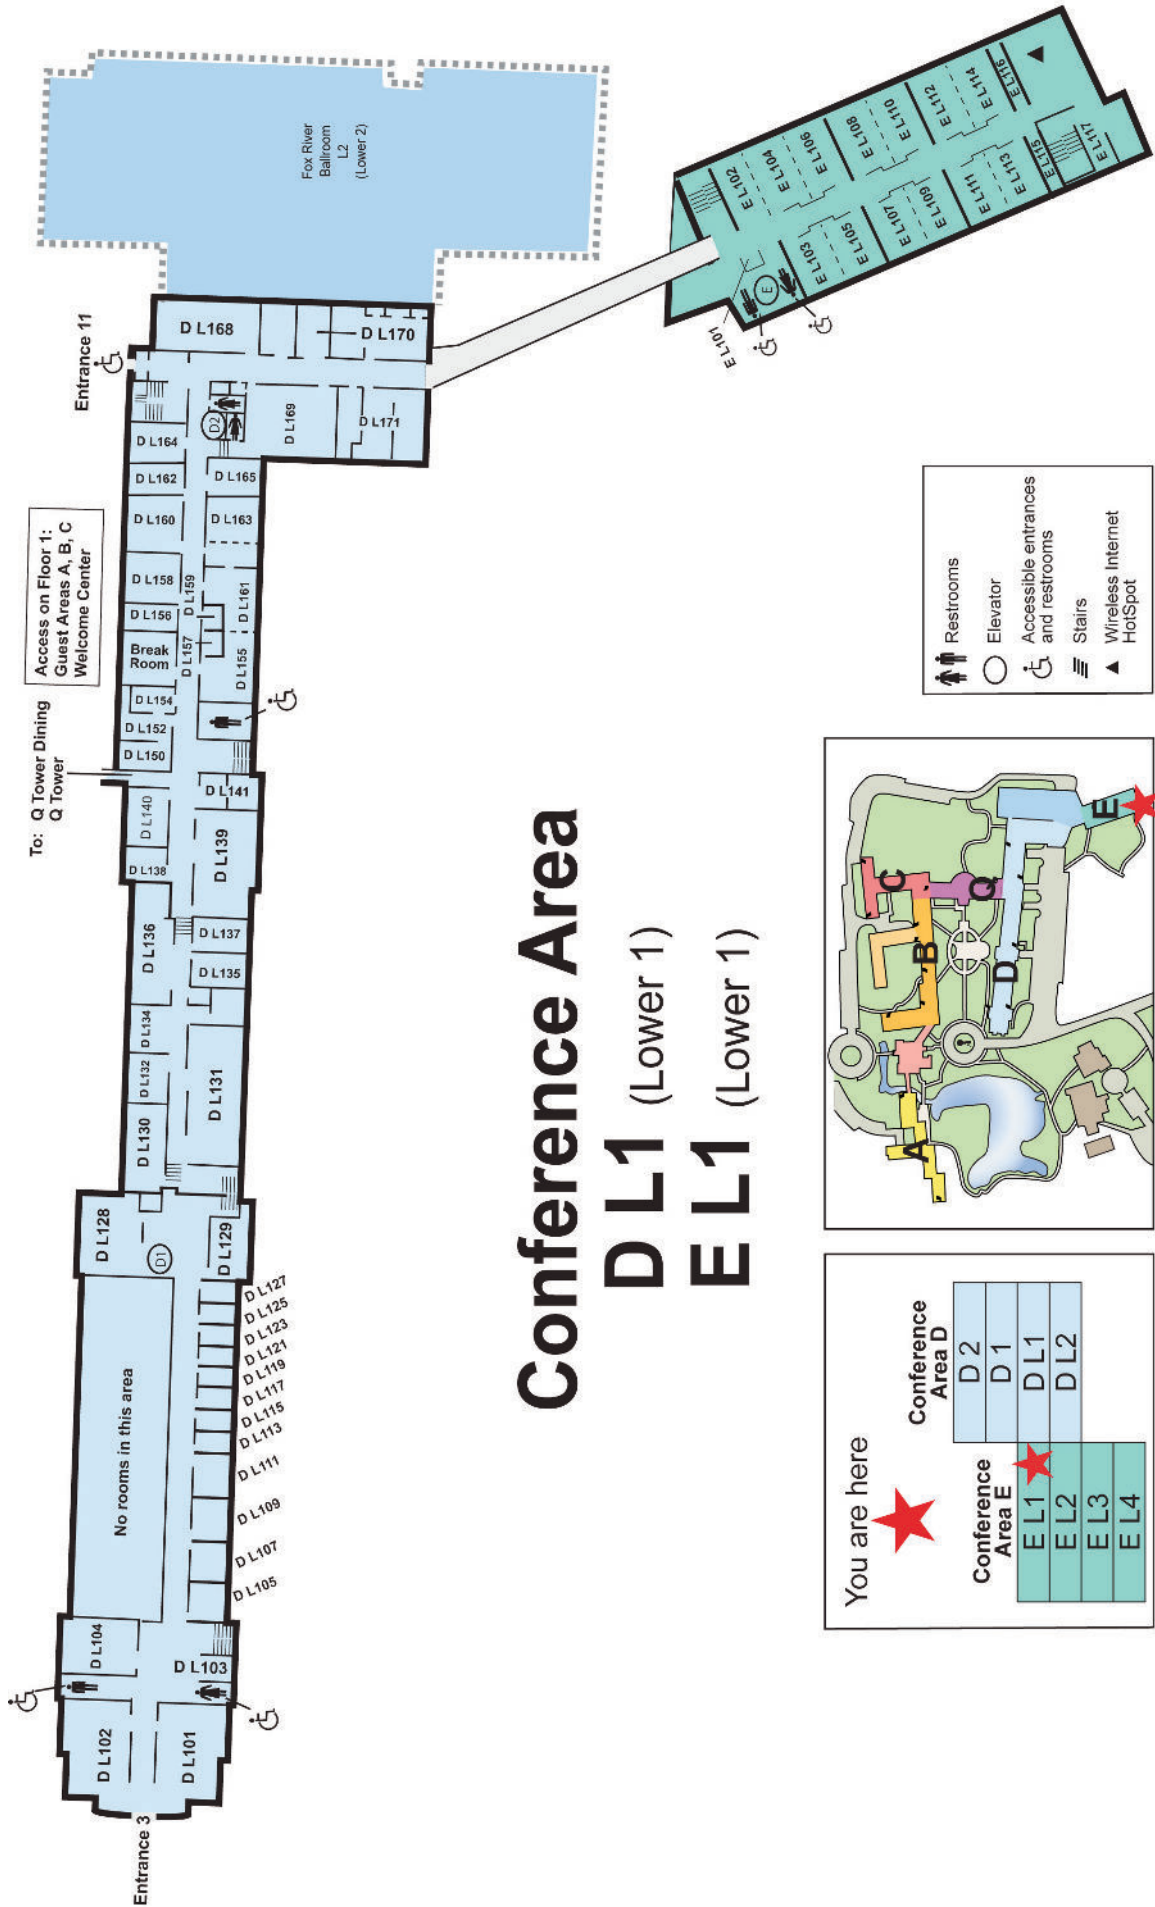 Entrance 3
D L102
D L101
D L104
D L103
No rooms in this area
D L105
D L107
D L109
D L111
D L113
D L115
D L117
D L119
D L121
D L123
D L125
D L127
D L128
D1
D L129
D L130
D L132
D L134
D L131
D L136
D L135
D L137
D L138
D L140
D L139
D L141
To: Q Tower Dining
Q Tower
D L150
D L152
D L154
Break
Room
D L156
D L158
D L155
D L157
D L159
D L161
Access on Floor 1:
Guest Areas A, B, C
Welcome Center
D L160
D L162
D L164
D L163
D L165
D2
Entrance 11
D L168
D L169
D L170
D L171
Fox River
Ballroom
L2
(Lower 2)
E L101
E
E L102
E L104
E L106
E L108
E L110
E L112
E L114
E L116
E L103
E L105
E L107
E L109
E L111
E L113
E L115
E L117
Conference Area
D L1 (Lower 1)
E L1 (Lower 1)
You are here
Conference
Area D
D 2
D 1
D L1
D L2
Conference
Area E
E L1
E L2
E L3
E L4
A
B
C
Q
D
E
Restrooms
Elevator
Accessible entrances
and restrooms
Stairs
Wireless Internet
HotSpot